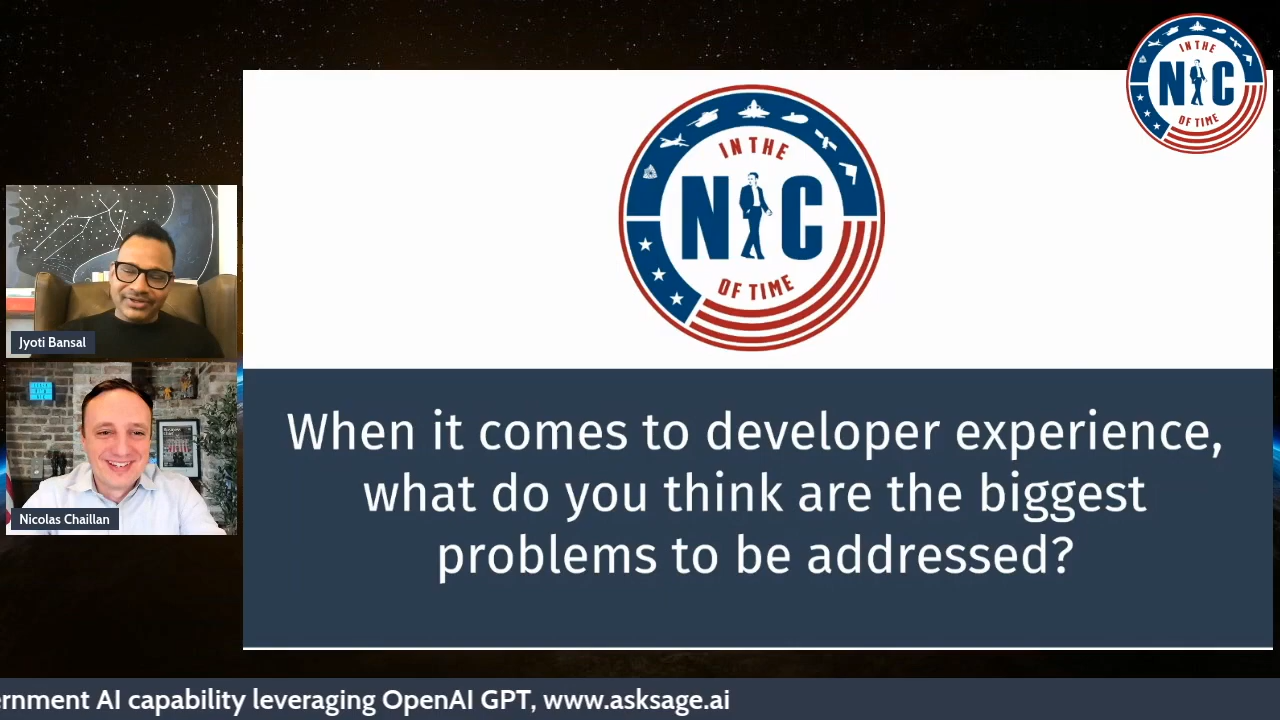 IN THE
NIC
OF TIME
IN THE
NIC
OF TIME
Jyoti Bansal
Nicolas Chaillan
When it comes to developer experience,
what do you think are the biggest
problems to be addressed?
ernment AI capability leveraging OpenAI GPT, www.asksage.ai